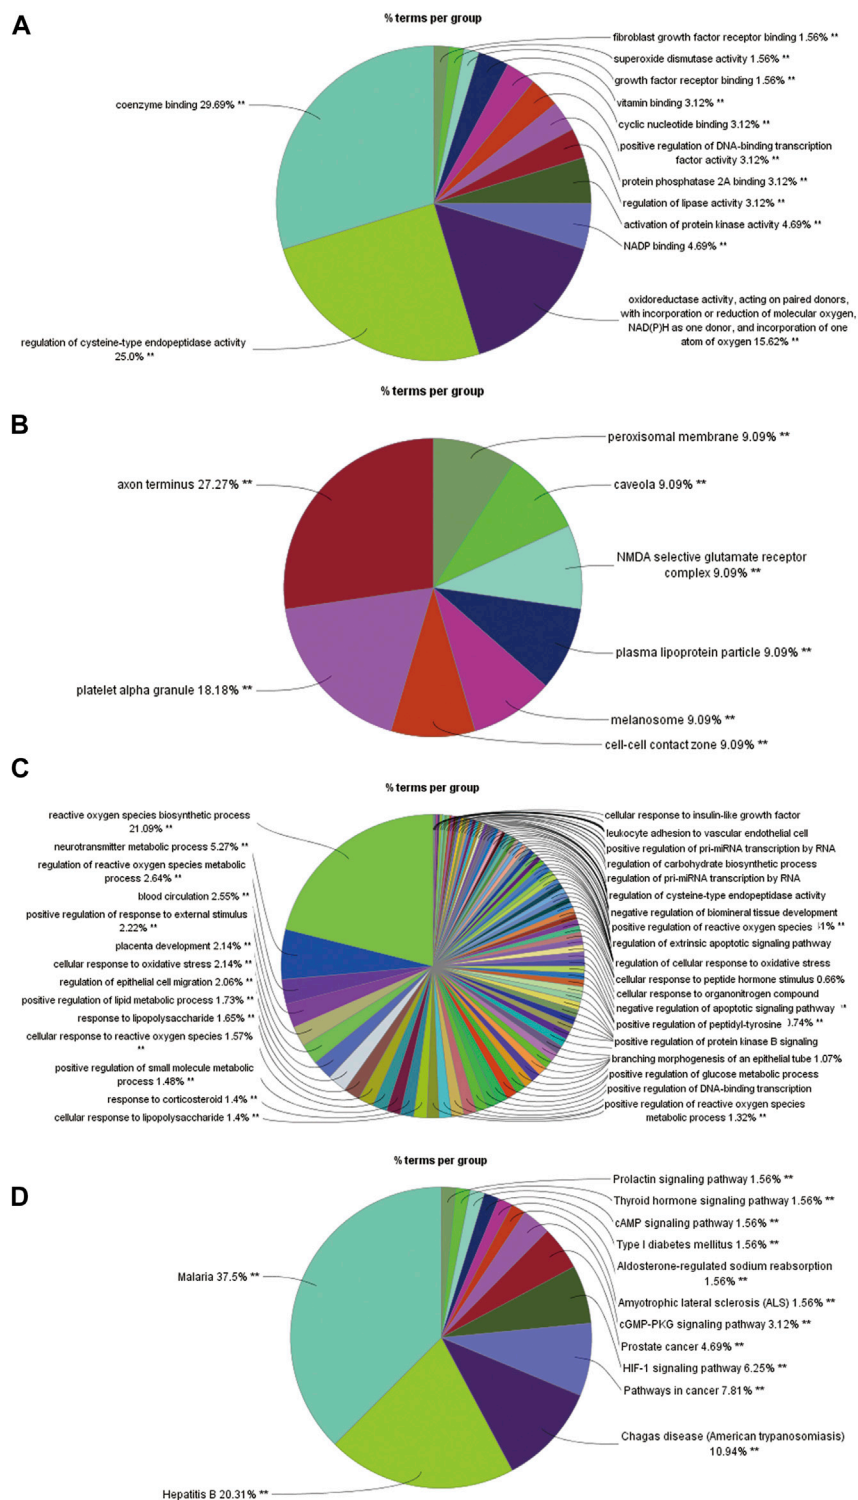 A
% terms per group
fibroblast growth factor receptor binding 1.56% **
superoxide dismutase activity 1.56% **
growth factor receptor binding 1.56% **
vitamin binding 3.12% **
cyclic nucleotide binding 3.12% **
positive regulation of DNA-binding transcription
factor activity 3.12% **
protein phosphatase 2A binding 3.12% **
regulation of lipase activity 3.12% **
activation of protein kinase activity 4.69% **
NADP binding 4.69% **
oxidoreductase activity, acting on paired donors,
with incorporation or reduction of molecular oxygen,
NAD(P)H as one donor, and incorporation of one
atom of oxygen 15.62% **
coenzyme binding 29.69% **
regulation of cysteine-type endopeptidase activity
25.0% **
B
% terms per group
peroxisomal membrane 9.09% **
caveola 9.09% **
NMDA selective glutamate receptor
complex 9.09% **
plasma lipoprotein particle 9.09% **
melanosome 9.09% **
cell-cell contact zone 9.09% **
axon terminus 27.27% **
platelet alpha granule 18.18% **
C
% terms per group
reactive oxygen species biosynthetic process
21.09% **
neurotransmitter metabolic process 5.27% **
regulation of reactive oxygen species metabolic
process 2.64% **
blood circulation 2.55% **
positive regulation of response to external stimulus
2.22% **
placenta development 2.14% **
cellular response to oxidative stress 2.14% **
regulation of epithelial cell migration 2.06% **
positive regulation of lipid metabolic process 1.73% **
response to lipopolysaccharide 1.65% **
cellular response to reactive oxygen species 1.57%
**
positive regulation of small molecule metabolic
process 1.48% **
response to corticosteroid 1.4% **
cellular response to lipopolysaccharide 1.4% **
cellular response to insulin-like growth factor
leukocyte adhesion to vascular endothelial cell
positive regulation of pri-miRNA transcription by RNA
regulation of carbohydrate biosynthetic process
regulation of pri-miRNA transcription by RNA
regulation of cysteine-type endopeptidase activity
negative regulation of biomineral tissue development
positive regulation of reactive oxygen species 1% **
regulation of extrinsic apoptotic signaling pathway
regulation of cellular response to oxidative stress
cellular response to peptide hormone stimulus 0.66%
cellular response to organonitrogen compound
negative regulation of apoptotic signaling pathway **
positive regulation of peptidyl-tyrosine 0.74% **
positive regulation of protein kinase B signaling
branching morphogenesis of an epithelial tube 1.07%
positive regulation of glucose metabolic process
positive regulation of DNA-binding transcription
positive regulation of reactive oxygen species
metabolic process 1.32% **
D
% terms per group
Prolactin signaling pathway 1.56% **
Thyroid hormone signaling pathway 1.56% **
cAMP signaling pathway 1.56% **
Type I diabetes mellitus 1.56% **
Aldosterone-regulated sodium reabsorption
1.56% **
Amyotrophic lateral sclerosis (ALS) 1.56% **
cGMP-PKG signaling pathway 3.12% **
Prostate cancer 4.69% **
HIF-1 signaling pathway 6.25% **
Pathways in cancer 7.81% **
Chagas disease (American trypanosomiasis)
10.94% **
Malaria 37.5% **
Hepatitis B 20.31% **